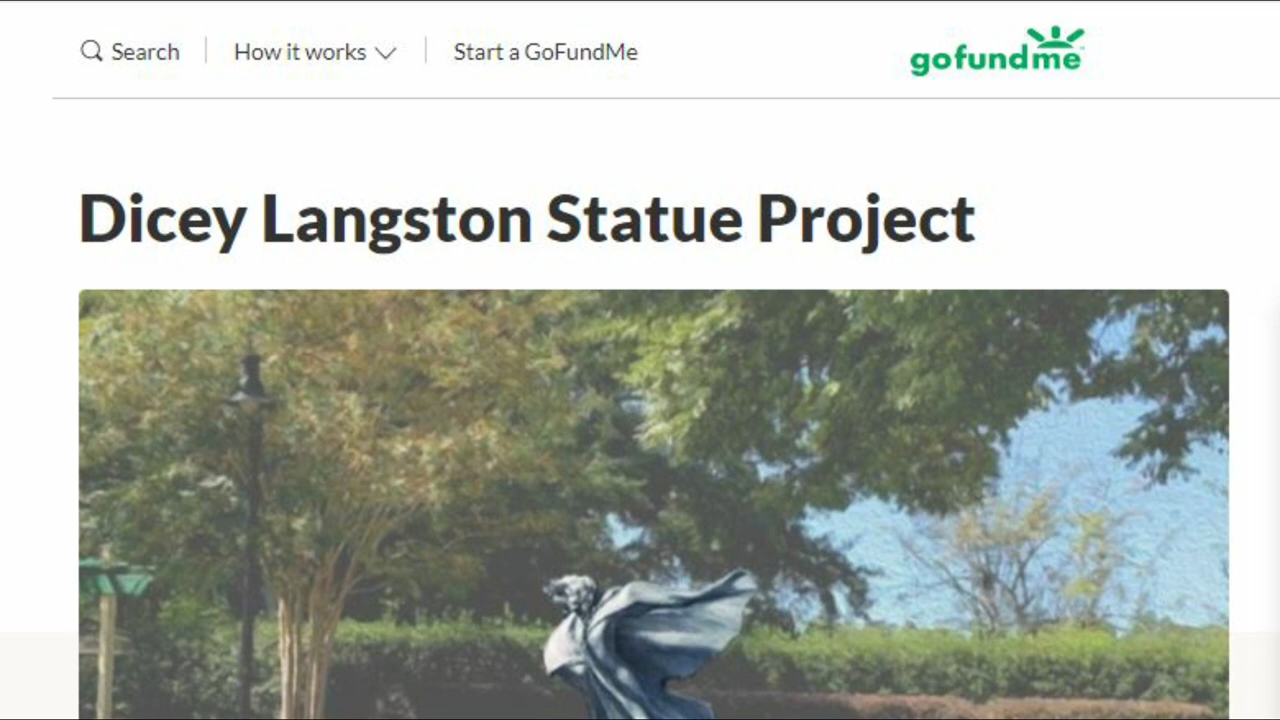 Search
How it works
Start a GoFundMe
gofundme
Dicey Langston Statue Project